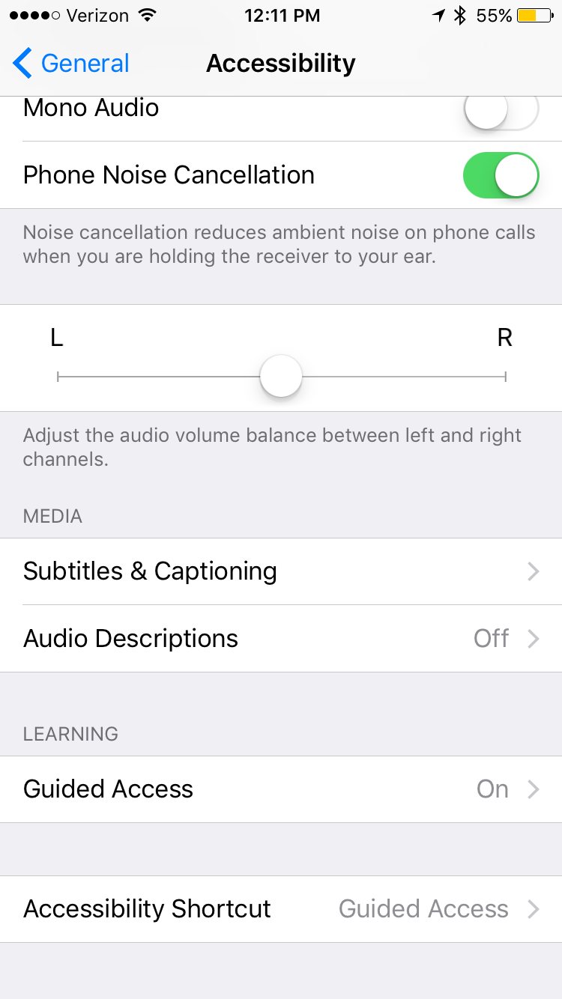 Verizon 12:11 PM 55%
General Accessibility
Mono Audio
Phone Noise Cancellation
Noise cancellation reduces ambient noise on phone calls
when you are holding the receiver to your ear.
L R
Adjust the audio volume balance between left and right
channels.
MEDIA
Subtitles & Captioning
Audio Descriptions Off
LEARNING
Guided Access On
Accessibility Shortcut Guided Access